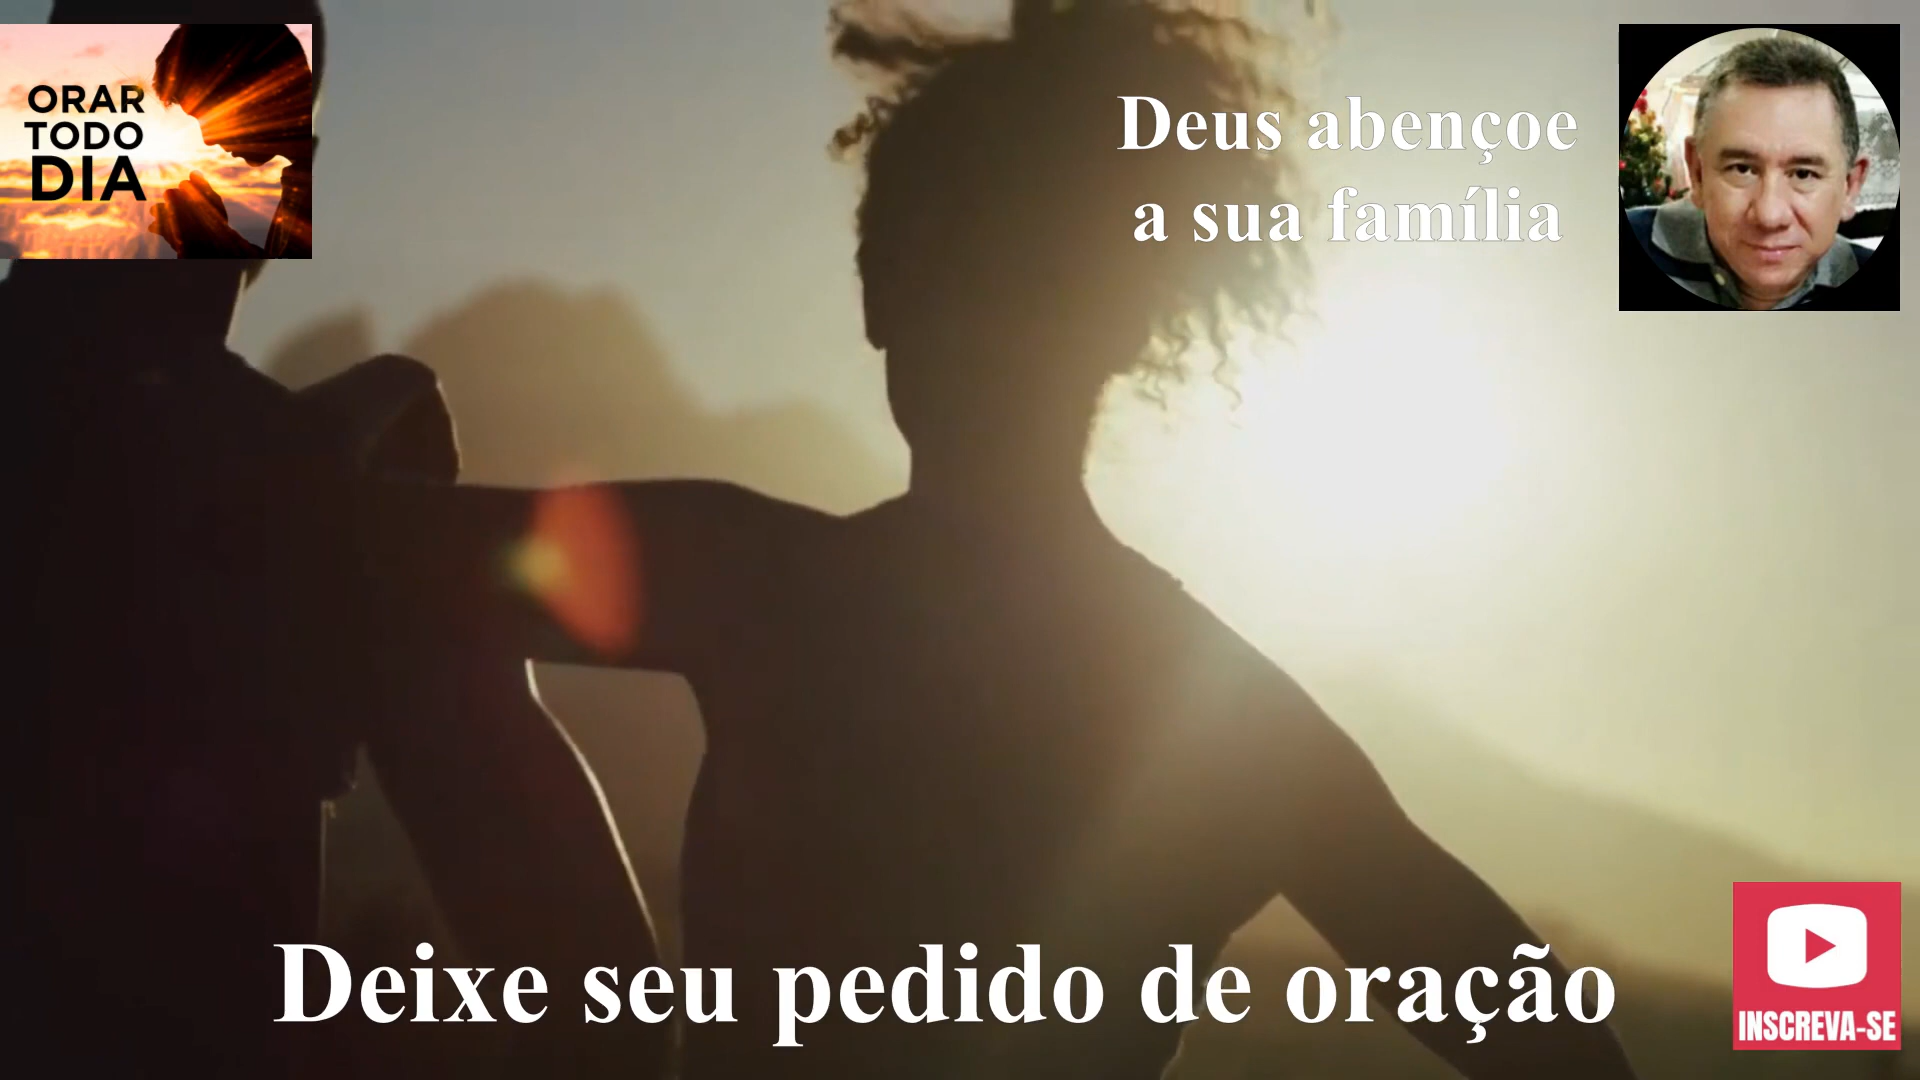 ORAR
TODO
DIA
Deus abençoe
a sua família
Deixe seu pedido de oração
INSCREVA-SE